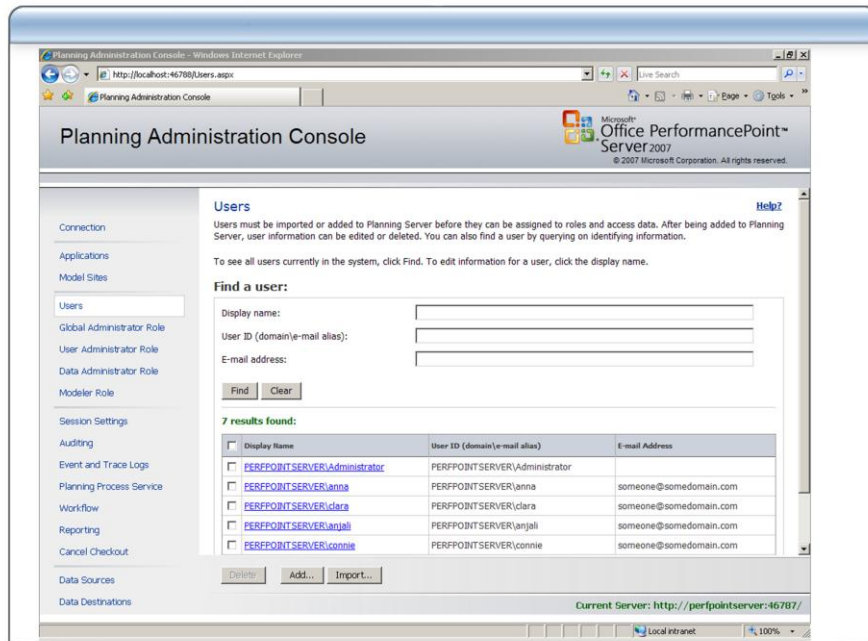 Planning Administration Console - Windows Internet Explorer
http://localhost:46788/Users.aspx
Live Search
Planning Administration Console
Page
Tools
Planning Administration Console
Microsoft®
Office PerformancePoint™
Server 2007
© 2007 Microsoft Corporation. All rights reserved.
Connection
Applications
Model Sites
Users
Global Administrator Role
User Administrator Role
Data Administrator Role
Modeler Role
Session Settings
Auditing
Event and Trace Logs
Planning Process Service
Workflow
Reporting
Cancel Checkout
Data Sources
Data Destinations
Users
Help?
Users must be imported or added to Planning Server before they can be assigned to roles and access data. After being added to Planning
Server, user information can be edited or deleted. You can also find a user by querying on identifying information.
To see all users currently in the system, click Find. To edit information for a user, click the display name.
Find a user:
Display name:
User ID (domain\e-mail alias):
E-mail address:
Find Clear
7 results found:
Display Name User ID (domain\e-mail alias) E-mail Address
PERFPOINTSERVER\Administrator PERFPOINTSERVER\Administrator
PERFPOINTSERVER\anna PERFPOINTSERVER\anna someone@somedomain.com
PERFPOINTSERVER\clara PERFPOINTSERVER\clara someone@somedomain.com
PERFPOINTSERVER\anjali PERFPOINTSERVER\anjali someone@somedomain.com
PERFPOINTSERVER\connie PERFPOINTSERVER\connie someone@somedomain.com
Delete Add... Import...
Current Server: http://perfpointserver:46787/
Local intranet
100%